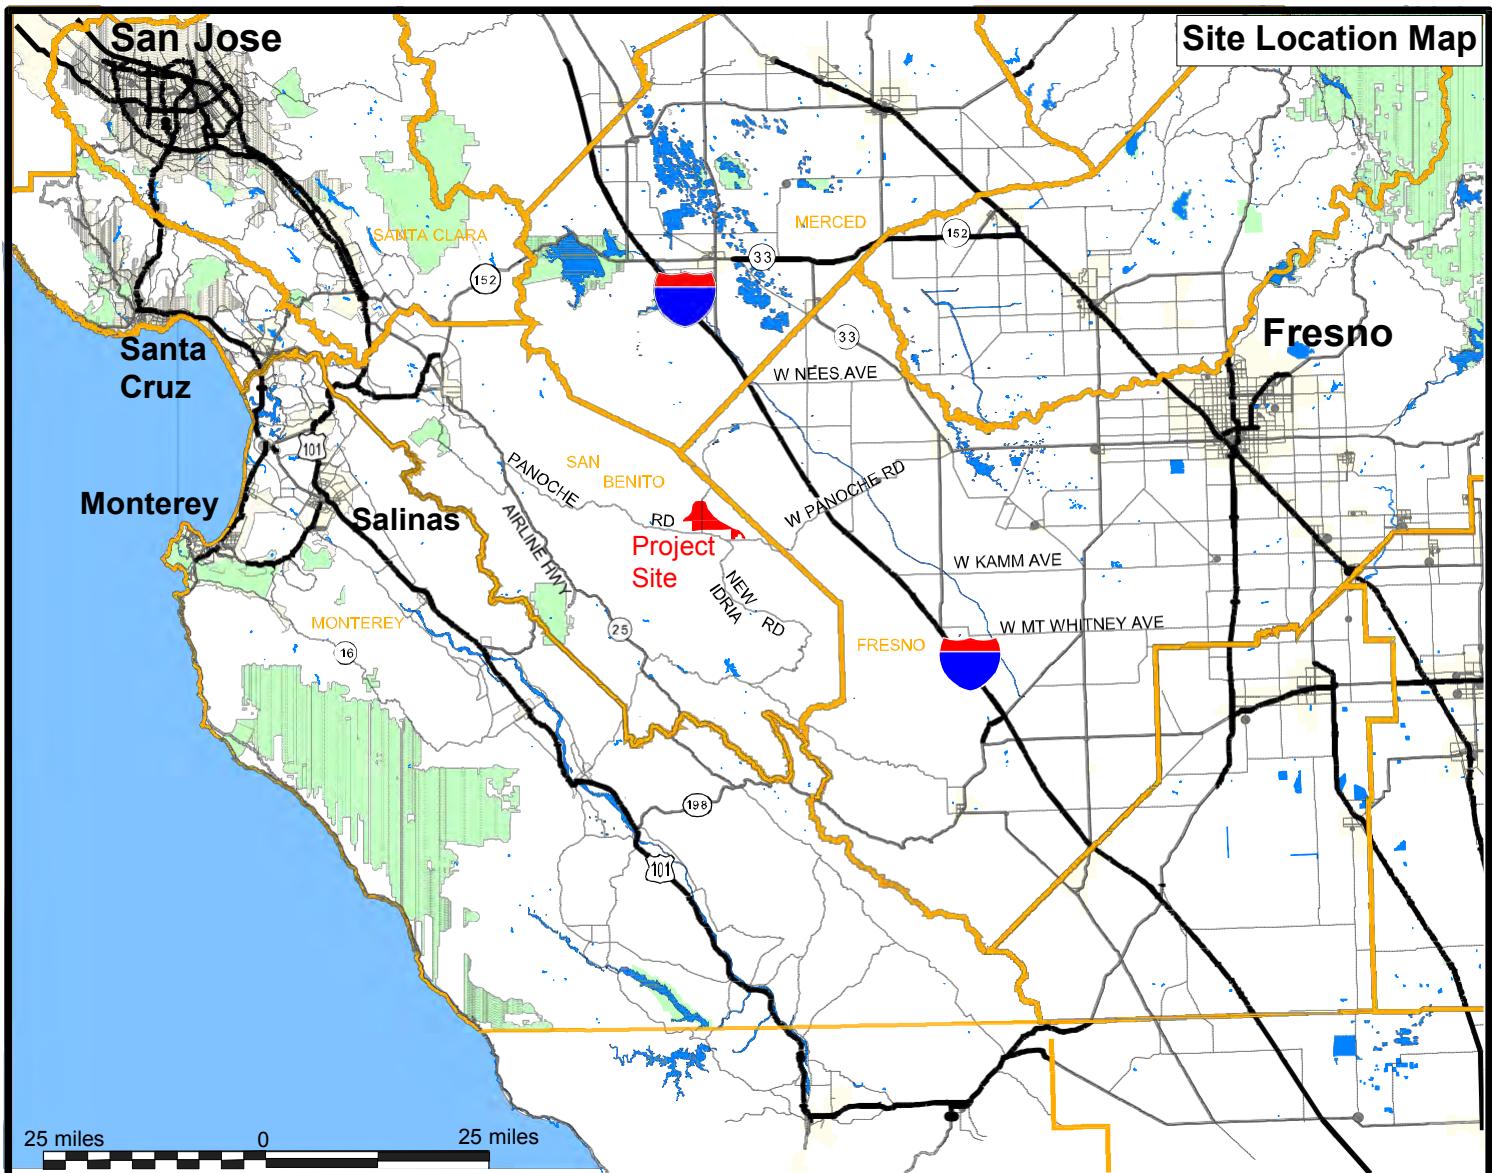 San Jose
Site Location Map
SANTA CLARA
MERCED
152
33
152
33
Fresno
Santa
Cruz
W NEES AVE
101
SAN
BENITO
PANOCHE
RD
W PANOCHE RD
AIRLINE HWY
Monterey
Salinas
Project
Site
W KAMM AVE
NEW
IDRIA
RD
MONTEREY
16
25
FRESNO
W MT WHITNEY AVE
198
101
25 miles
0
25 miles